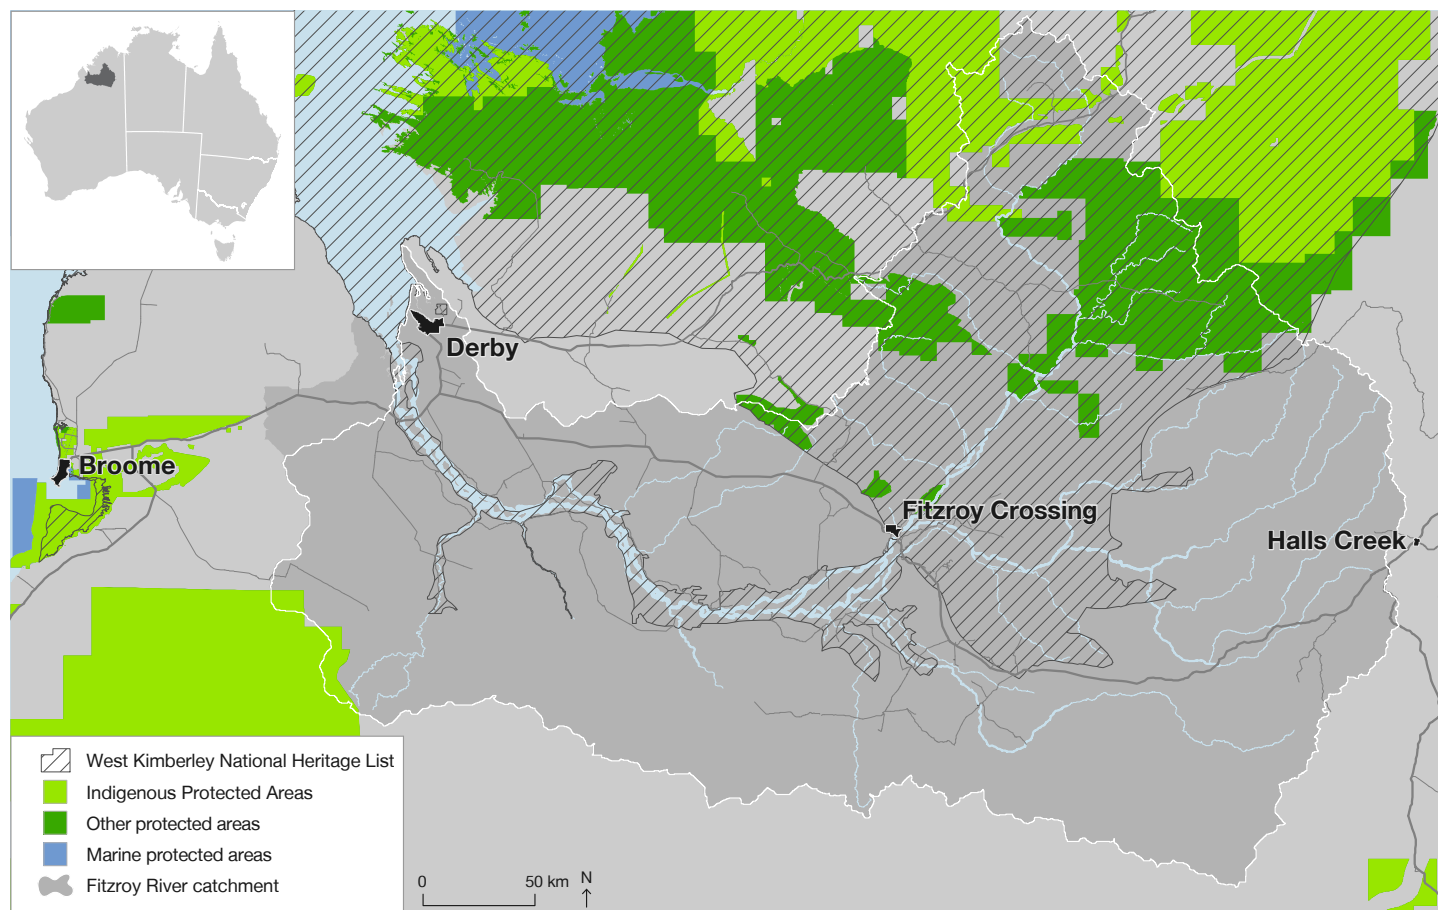 Derby
Broome
Fitzroy Crossing
Halls Creek
West Kimberley National Heritage List
Indigenous Protected Areas
Other protected areas
Marine protected areas
Fitzroy River catchment
0 50 km N